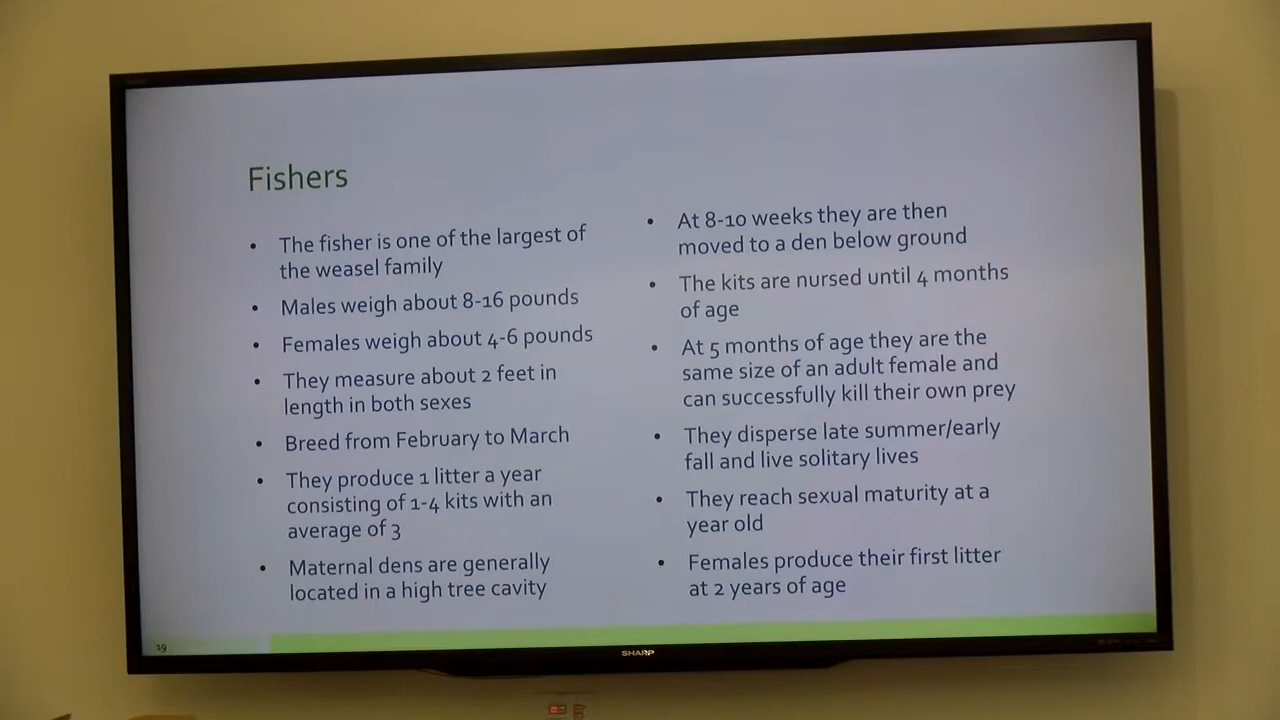 Fishers
• The fisher is one of the largest of
the weasel family
• Males weigh about 8-16 pounds
• Females weigh about 4-6 pounds
• They measure about 2 feet in
length in both sexes
• Breed from February to March
• They produce 1 litter a year
consisting of 1-4 kits with an
average of 3
• Maternal dens are generally
located in a high tree cavity
• At 8-10 weeks they are then
moved to a den below ground
• The kits are nursed until 4 months
of age
• At 5 months of age they are the
same size of an adult female and
can successfully kill their own prey
• They disperse late summer/early
fall and live solitary lives
• They reach sexual maturity at a
year old
• Females produce their first litter
at 2 years of age
19
SHARP